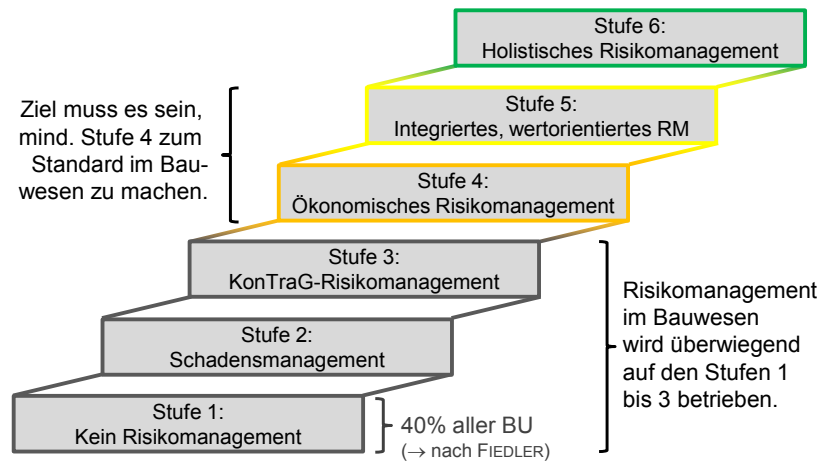 Stufe 6:
Holistisches Risikomanagement
Stufe 5:
Integriertes, wertorientiertes RM
Ziel muss es sein,
mind. Stufe 4 zum
Standard im Bau-
wesen zu machen.
Stufe 4:
Ökonomisches Risikomanagement
Stufe 3:
KonTraG-Risikomanagement
Risikomanagement
im Bauwesen
wird überwiegend
auf den Stufen 1
bis 3 betrieben.
Stufe 2:
Schadensmanagement
Stufe 1:
Kein Risikomanagement
40% aller BU
(→ nach FIEDLER)